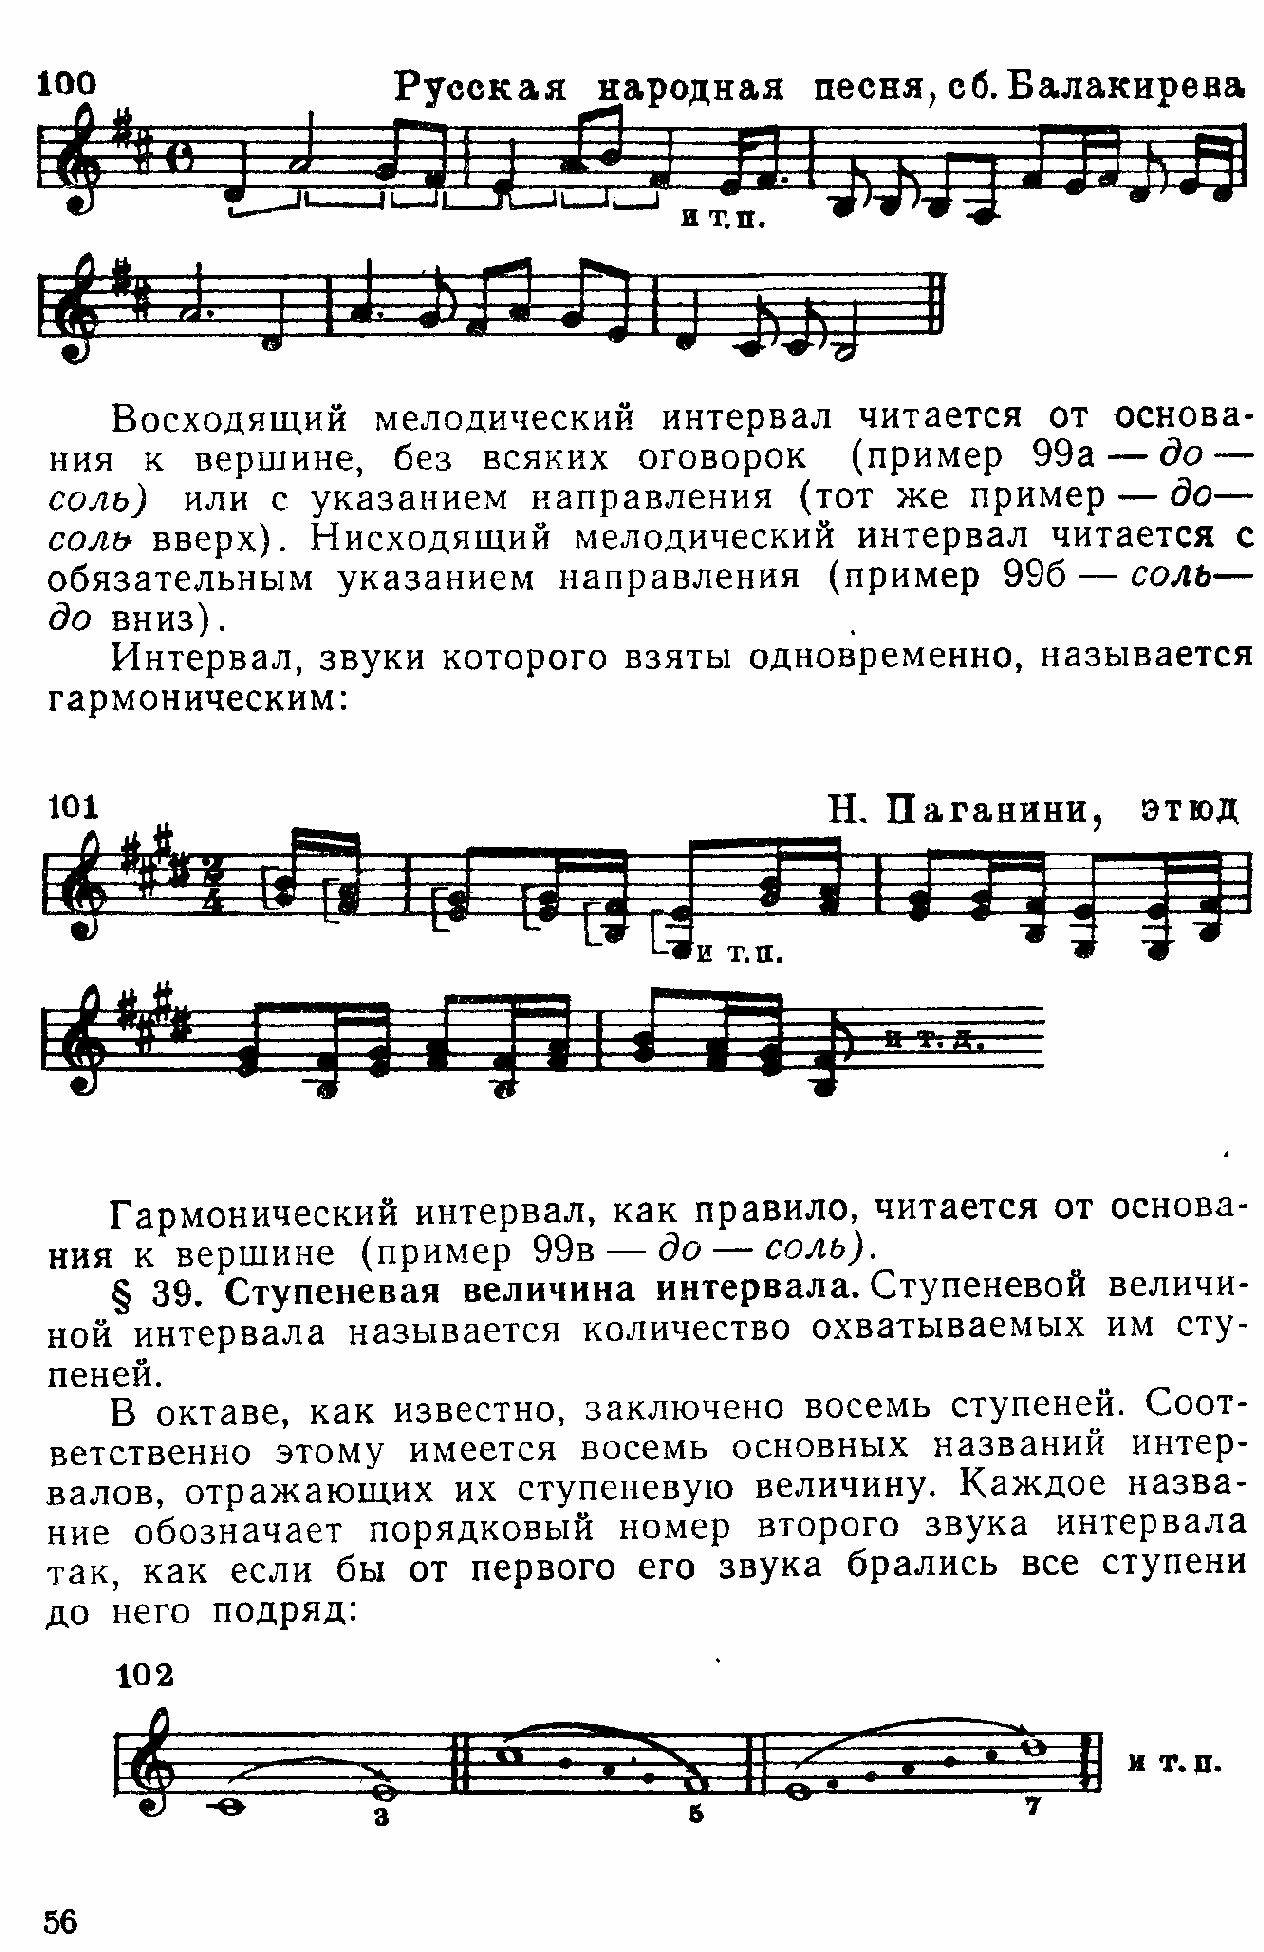 100 Русская народная песня, сб. Балакирева
и т. п.
Восходящий мелодический интервал читается от основа-
ния к вершине, без всяких оговорок (пример 99а — до —
соль) или с указанием направления (тот же пример — до—
соль вверх). Нисходящий мелодический интервал читается с
обязательным указанием направления (пример 99б — соль—
до вниз).
Интервал, звуки которого взяты одновременно, называется
гармоническим:
101 Н. Паганини, этюд
2
4
и т. п.
и т. д.
Гармонический интервал, как правило, читается от основа-
ния к вершине (пример 99в — до — соль).
§ 39. Ступеневая величина интервала. Ступеневой величи-
ной интервала называется количество охватываемых им сту-
пеней.
В октаве, как известно, заключено восемь ступеней. Соот-
ветственно этому имеется восемь основных названий интер-
валов, отражающих их ступеневую величину. Каждое назва-
ние обозначает порядковый номер второго звука интервала
так, как если бы от первого его звука брались все ступени
до него подряд:
102
и т. п.
3 5 7
56